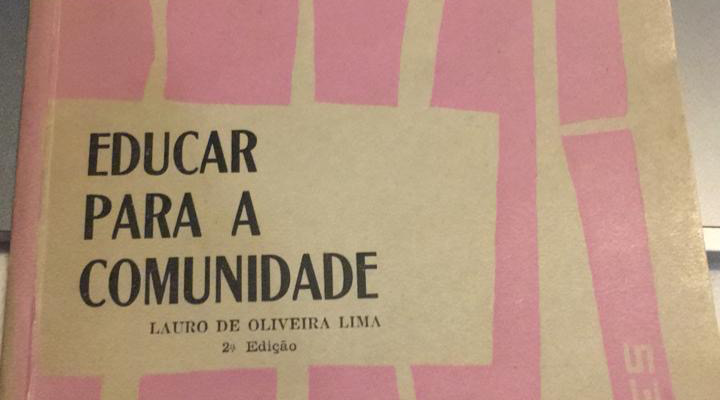 EDUCAR
PARA A
COMUNIDADE
LAURO DE OLIVEIRA LIMA
2ª Edição